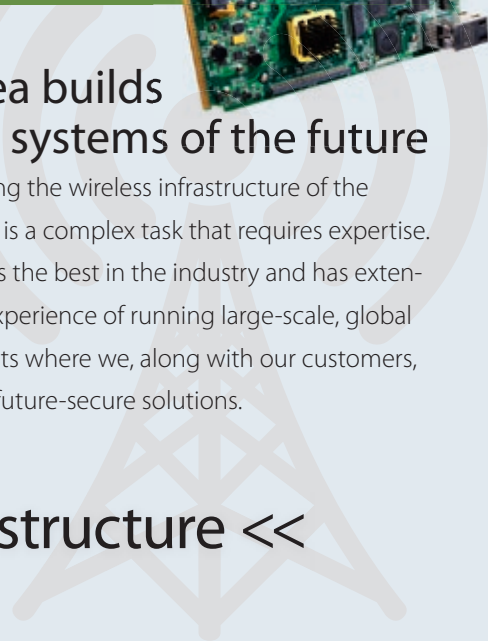 ea builds
systems of the future
ng the wireless infrastructure of the
is a complex task that requires expertise.
s the best in the industry and has exten-
xperience of running large-scale, global
ts where we, along with our customers,
future-secure solutions.
structure <<